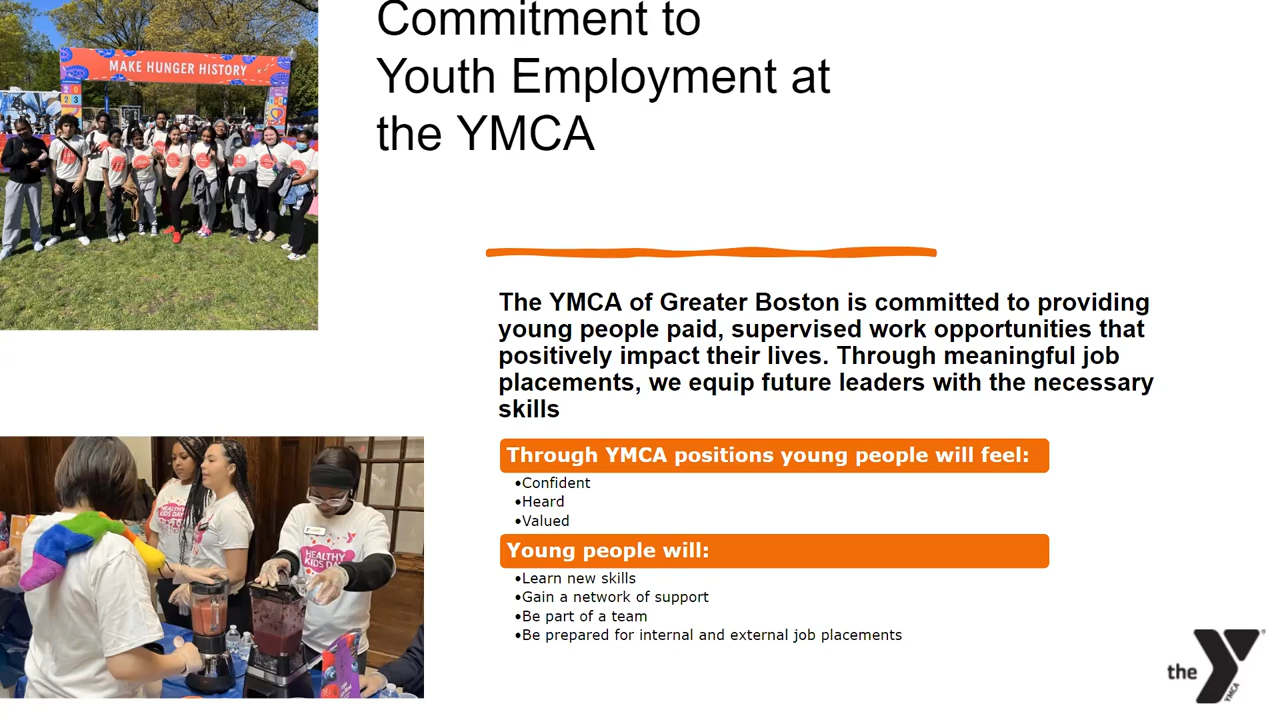 Commitment to
Youth Employment at
the YMCA
MAKE HUNGER HISTORY
20
23
The YMCA of Greater Boston is committed to providing
young people paid, supervised work opportunities that
positively impact their lives. Through meaningful job
placements, we equip future leaders with the necessary
skills
Through YMCA positions young people will feel:
•Confident
•Heard
•Valued
Young people will:
•Learn new skills
•Gain a network of support
•Be part of a team
•Be prepared for internal and external job placements
HEALTHY
KIDS DAY
HEALTHY
KIDS DAY
the
YMCA